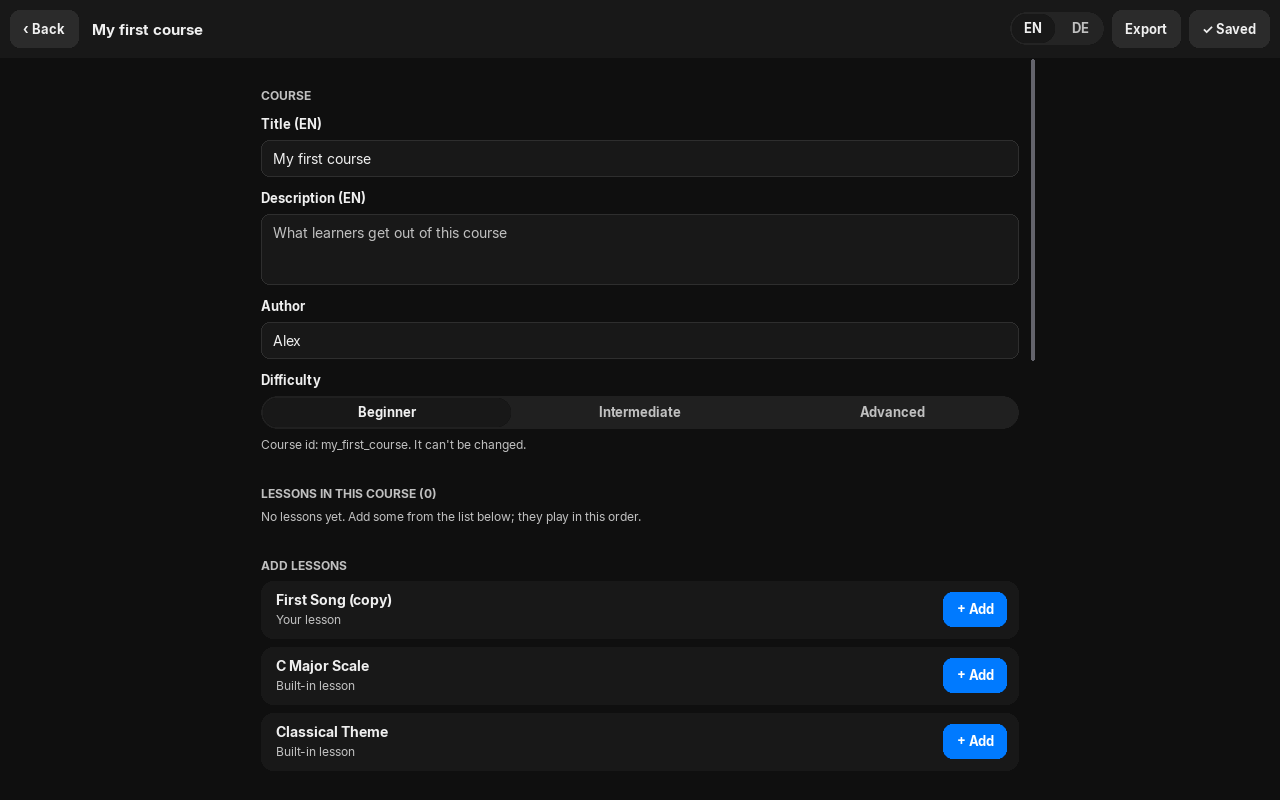 ‹ Back
My first course
EN
DE
Export
✓ Saved
COURSE
Title (EN)
My first course
Description (EN)
What learners get out of this course
Author
Alex
Difficulty
Beginner
Intermediate
Advanced
Course id: my_first_course. It can't be changed.
LESSONS IN THIS COURSE (0)
No lessons yet. Add some from the list below; they play in this order.
ADD LESSONS
First Song (copy)
Your lesson
+ Add
C Major Scale
Built-in lesson
+ Add
Classical Theme
Built-in lesson
+ Add